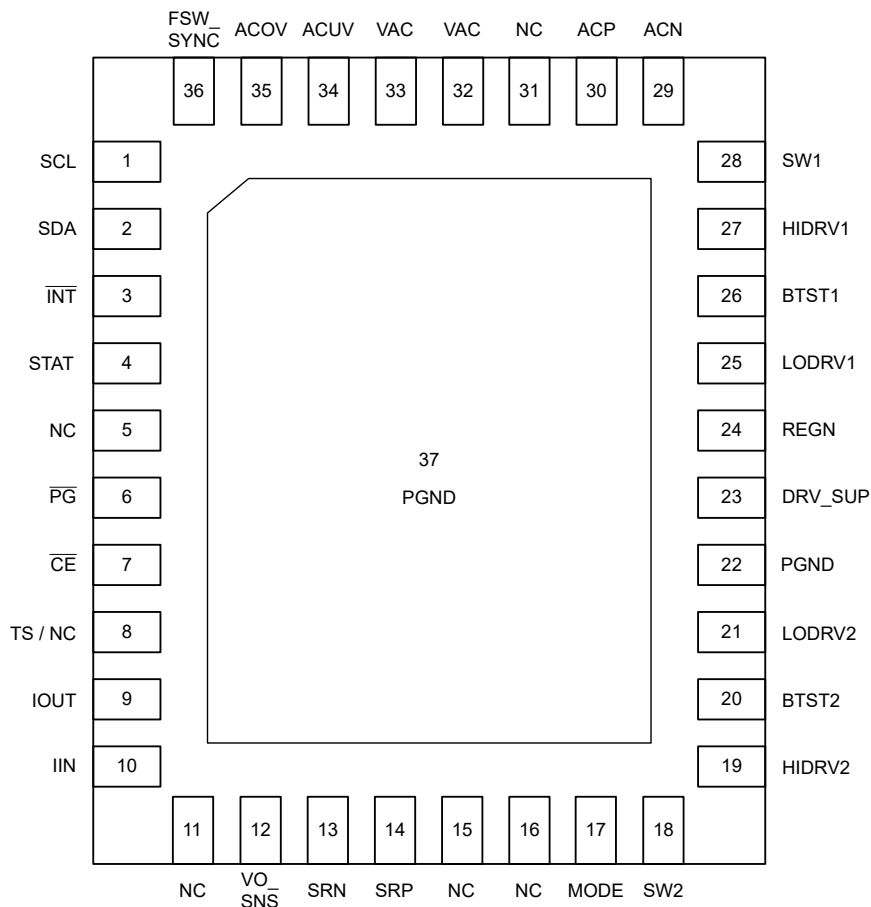 FSW_
SYNC
ACOV
ACUV
VAC
VAC
NC
ACP
ACN
36
35
34
33
32
31
30
29
SCL
1
28
SW1
SDA
2
27
HIDRV1
INT
3
26
BTST1
STAT
4
25
LODRV1
NC
5
24
REGN
37
PGND
PG
6
23
DRV_SUP
CE
7
22
PGND
TS / NC
8
21
LODRV2
IOUT
9
20
BTST2
IIN
10
19
HIDRV2
11
12
13
14
15
16
17
18
NC
VO_
SNS
SRN
SRP
NC
NC
MODE
SW2